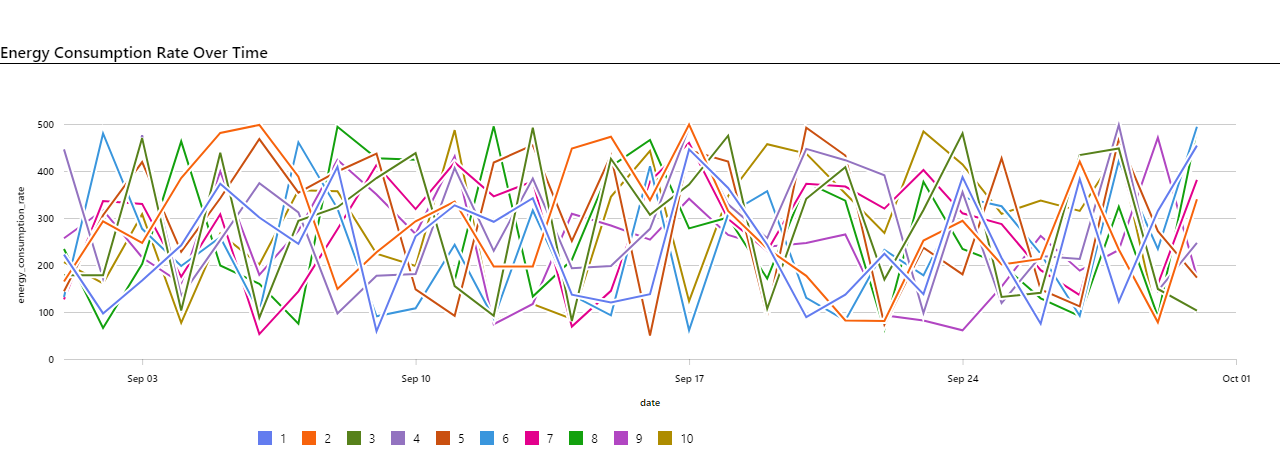 Energy Consumption Rate Over Time
500
400
300
200
100
0
energy_consumption_rate
Sep 03
Sep 10
Sep 17
Sep 24
Oct 01
date
1 2 3 4 5 6 7 8 9 10